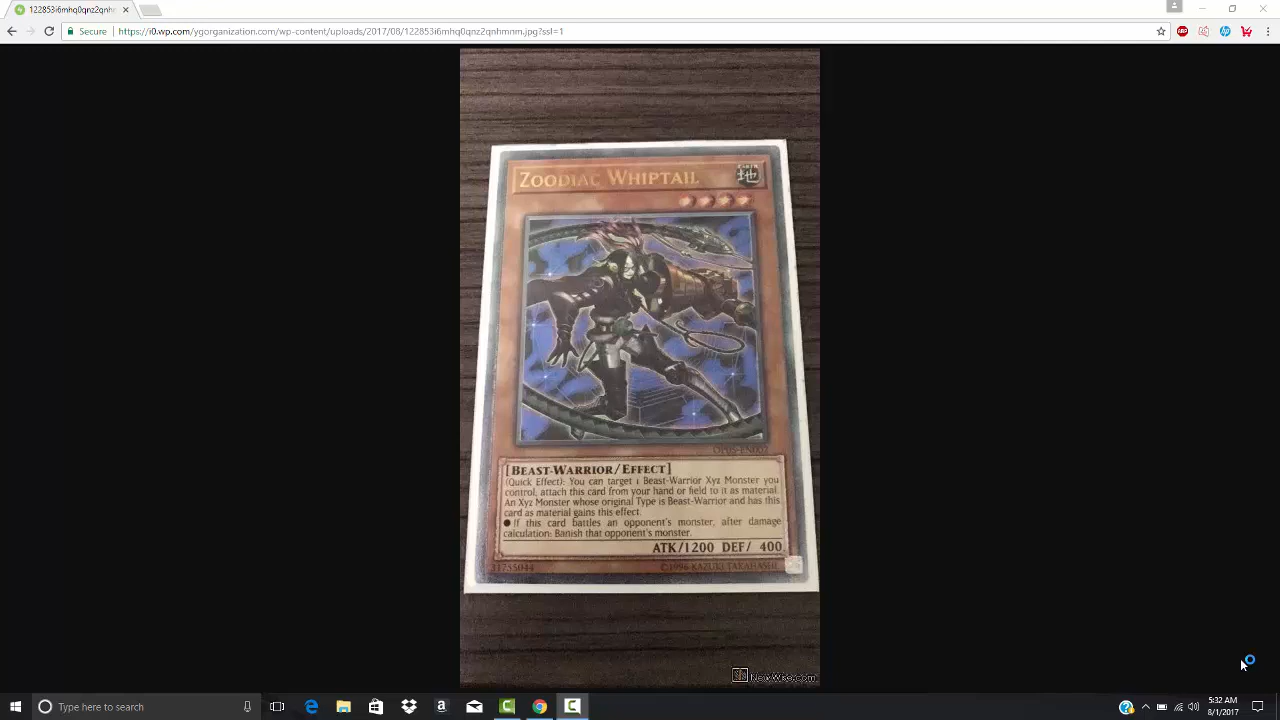 122853i6mhq0qnz2qnh
Secure
https://i0.wp.com/ygorganization.com/wp-content/uploads/2017/08/122853i6mhq0qnz2qnhmnm.jpg?ssl=1
ZOODIAC WHIPTAIL
地
[BEAST-WARRIOR/EFFECT]
(Quick Effect): You can target 1 Beast-Warrior Xyz Monster you
control, attach this card from your hand or field to it as material.
An Xyz Monster whose original Type is Beast-Warrior and has this
card as material gains this effect.
●If this card battles an opponent's monster, after damage
calculation: Banish that opponent's monster.
ATK/1200 DEF/ 400
31755044
©1996 KAZUKI TAKAHASHI
Type here to search
5:32 AM
8/1/2017